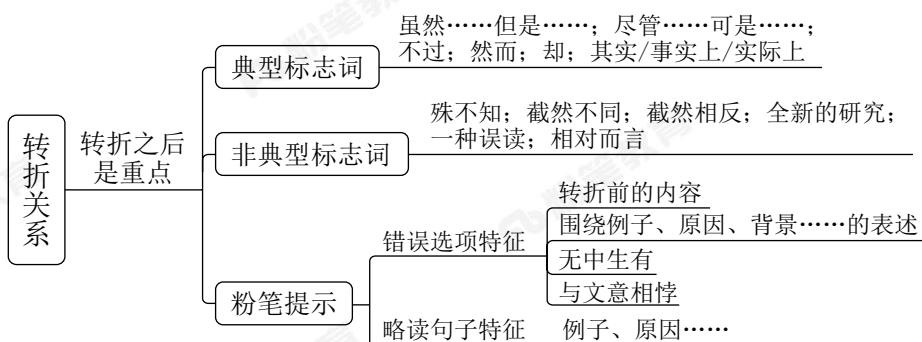 虽然……但是……；尽管……可是……；
典型标志词
不过；然而；却；其实/事实上/实际上
殊不知；截然不同；截然相反；全新的研究；
转折关系
转折之后
是重点
非典型标志词
一种误读；相对而言
转折前的内容
错误选项特征
围绕例子、原因、背景……的表述
无中生有
粉笔提示
与文意相悖
略读句子特征
例子、原因……
粉笔教育